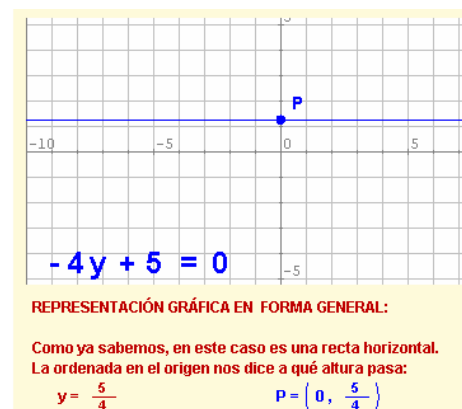 5
P
-10 -5 0 5
- 4 y + 5 = 0
-5
REPRESENTACIÓN GRÁFICA EN FORMA GENERAL:
Como ya sabemos, en este caso es una recta horizontal.
La ordenada en el origen nos dice a qué altura pasa:
y = 5/4 P = ( 0 , 5/4 )